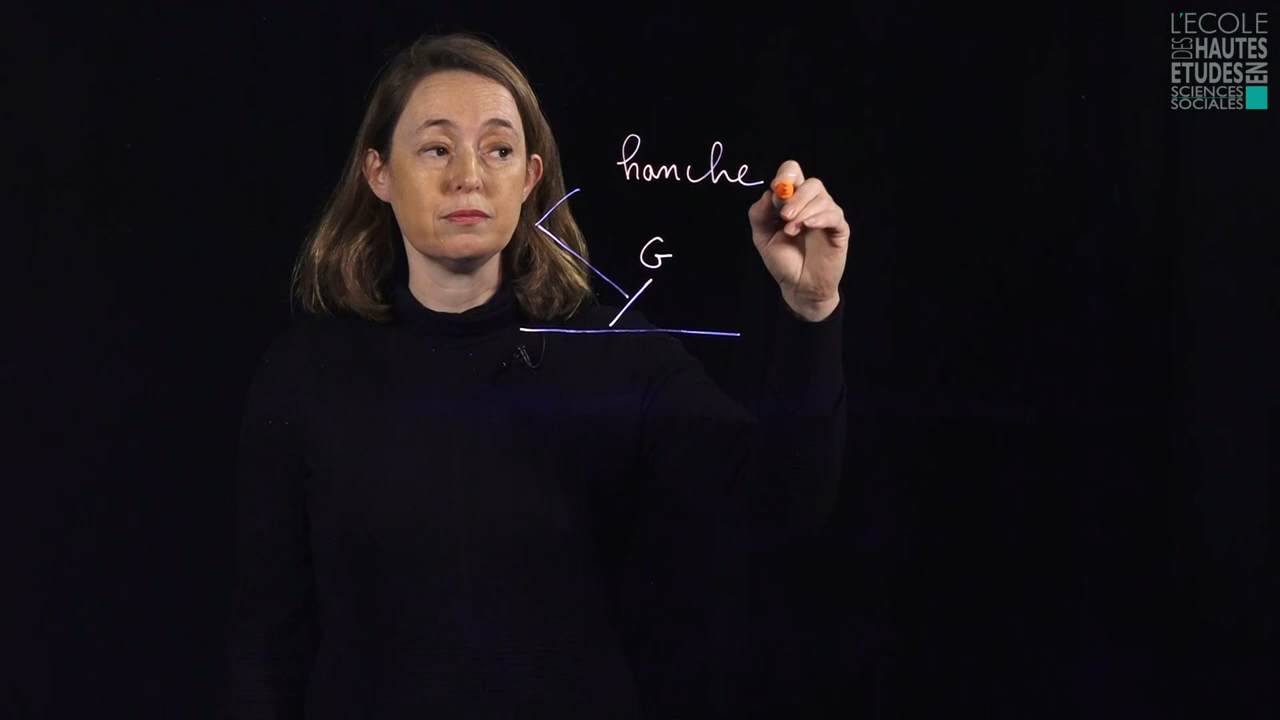 L'ECOLE
DES HAUTES
ETUDES EN
SCIENCES
SOCIALES
hanche
G